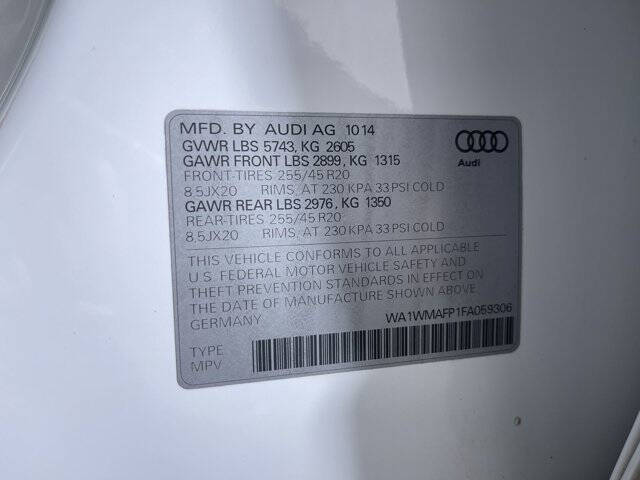 MFD. BY AUDI AG 1014
GVWR LBS 5743, KG 2605
GAWR FRONT LBS 2899, KG 1315
FRONT-TIRES 255/45 R20
8,5JX20 RIMS, AT 230 KPA 33 PSI COLD
GAWR REAR LBS 2976, KG 1350
REAR-TIRES 255/45 R20
8,5JX20 RIMS, AT 230 KPA 33 PSI COLD
Audi
THIS VEHICLE CONFORMS TO ALL APPLICABLE
U.S. FEDERAL MOTOR VEHICLE SAFETY AND
THEFT PREVENTION STANDARDS IN EFFECT ON
THE DATE OF MANUFACTURE SHOWN ABOVE
GERMANY
WA1WMAFP1FA059306
TYPE
MPV